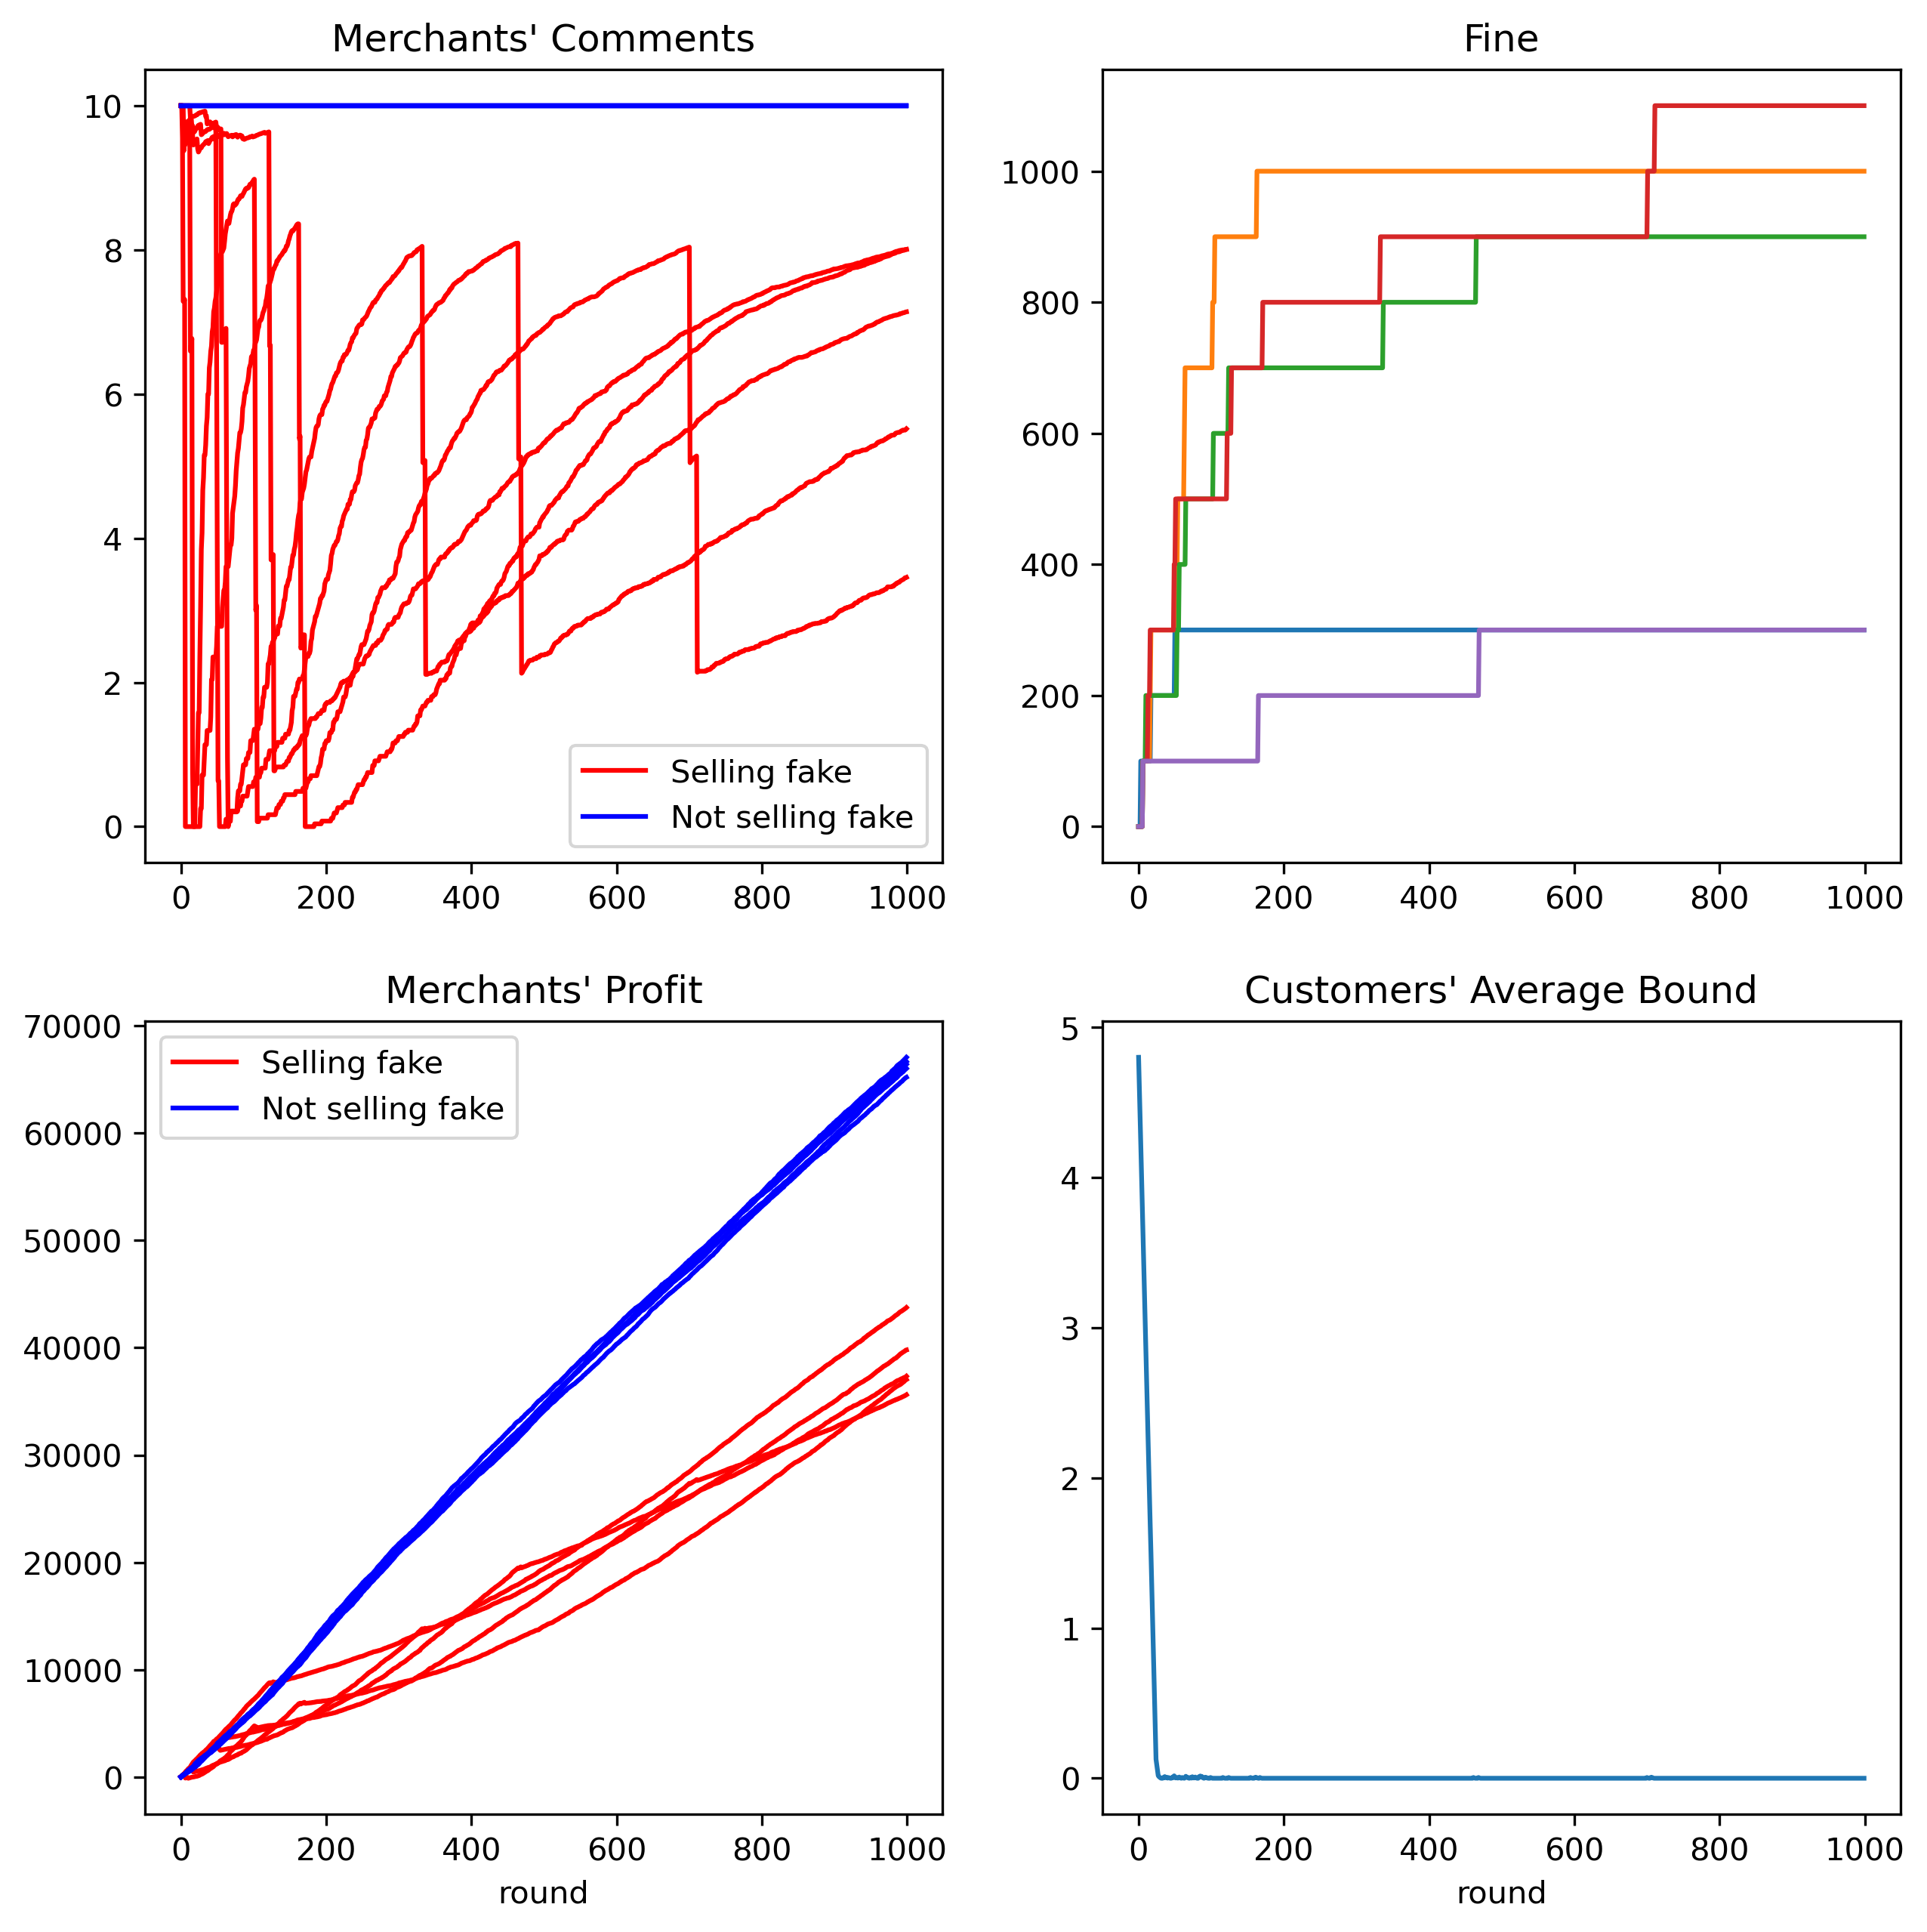 Merchants' Comments
10
8
6
4
2
0
Selling fake
Not selling fake
0 200 400 600 800 1000
Fine
1000
800
600
400
200
0
0 200 400 600 800 1000
Merchants' Profit
70000
60000
50000
40000
30000
20000
10000
0
Selling fake
Not selling fake
0 200 400 600 800 1000
round
Customers' Average Bound
5
4
3
2
1
0
0 200 400 600 800 1000
round